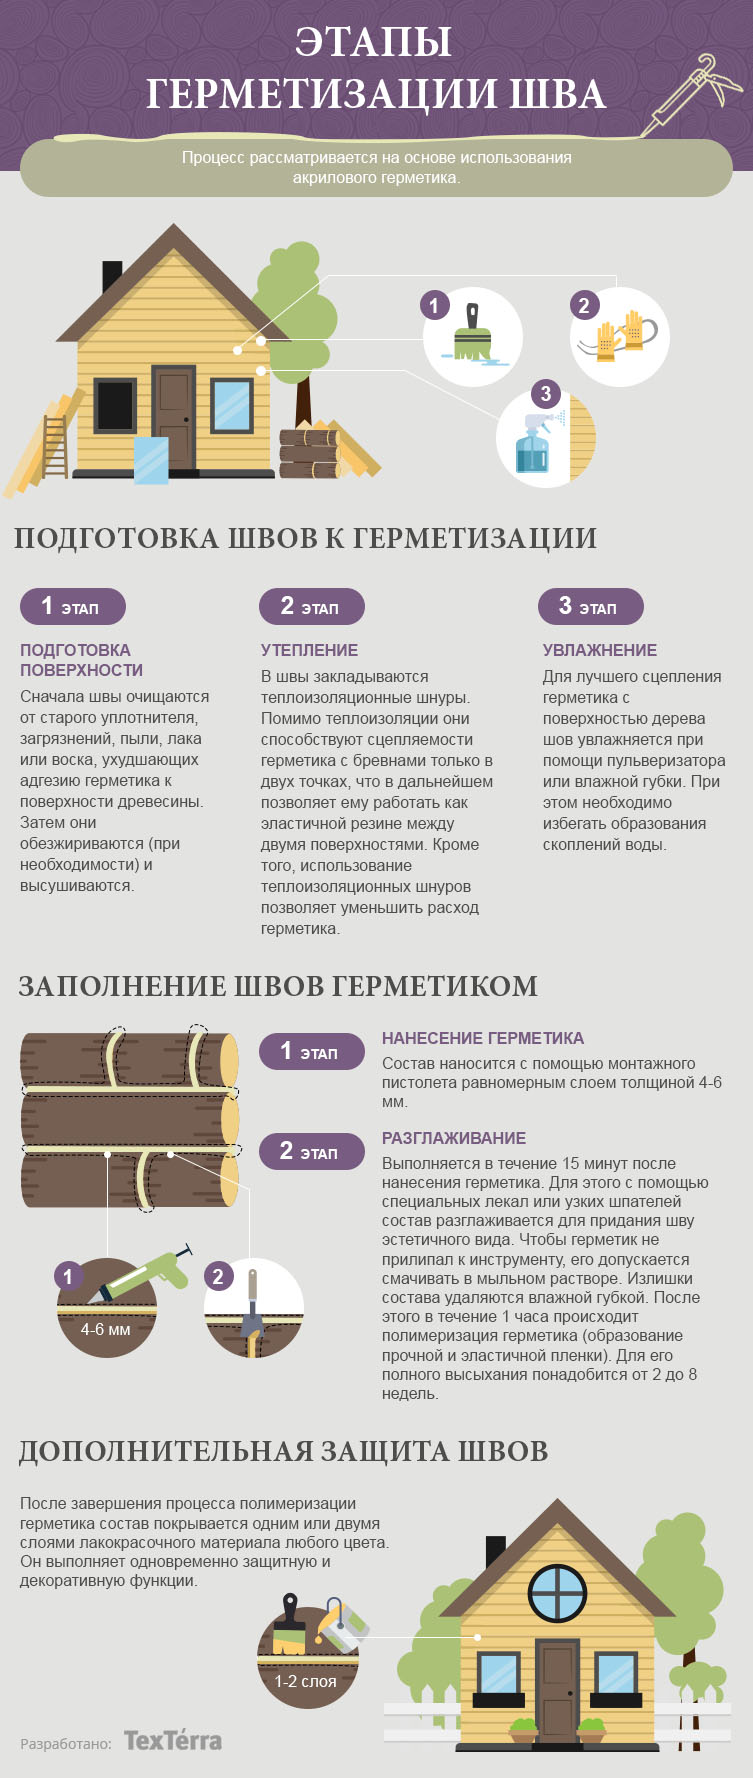 ЭТАПЫ
ГЕРМЕТИЗАЦИИ ШВА
Процесс рассматривается на основе использования
акрилового герметика.
1
2
3
ПОДГОТОВКА ШВОВ К ГЕРМЕТИЗАЦИИ
1 ЭТАП
ПОДГОТОВКА
ПОВЕРХНОСТИ
Сначала швы очищаются
от старого уплотнителя,
загрязнений, пыли, лака
или воска, ухудшающих
адгезию герметика к
поверхности древесины.
Затем они
обезжириваются (при
необходимости) и
высушиваются.
2 ЭТАП
УТЕПЛЕНИЕ
В швы закладываются
теплоизоляционные шнуры.
Помимо теплоизоляции они
способствуют сцепляемости
герметика с бревнами только в
двух точках, что в дальнейшем
позволяет ему работать как
эластичной резине между
двумя поверхностями. Кроме
того, использование
теплоизоляционных шнуров
позволяет уменьшить расход
герметика.
3 ЭТАП
УВЛАЖНЕНИЕ
Для лучшего сцепления
герметика с
поверхностью дерева
шов увлажняется при
помощи пульверизатора
или влажной губки. При
этом необходимо
избегать образования
скоплений воды.
ЗАПОЛНЕНИЕ ШВОВ ГЕРМЕТИКОМ
1 ЭТАП
НАНЕСЕНИЕ ГЕРМЕТИКА
Состав наносится с помощью монтажного
пистолета равномерным слоем толщиной 4-6
мм.
2 ЭТАП
РАЗГЛАЖИВАНИЕ
Выполняется в течение 15 минут после
нанесения герметика. Для этого с помощью
специальных лекал или узких шпателей
состав разглаживается для придания шву
эстетичного вида. Чтобы герметик не
прилипал к инструменту, его допускается
смачивать в мыльном растворе. Излишки
состава удаляются влажной губкой. После
этого в течение 1 часа происходит
полимеризация герметика (образование
прочной и эластичной пленки). Для его
полного высыхания понадобится от 2 до 8
недель.
1
4-6 мм
2
ДОПОЛНИТЕЛЬНАЯ ЗАЩИТА ШВОВ
После завершения процесса полимеризации
герметика состав покрывается одним или двумя
слоями лакокрасочного материала любого цвета.
Он выполняет одновременно защитную и
декоративную функции.
1-2 слоя
Разработано: TexTérra